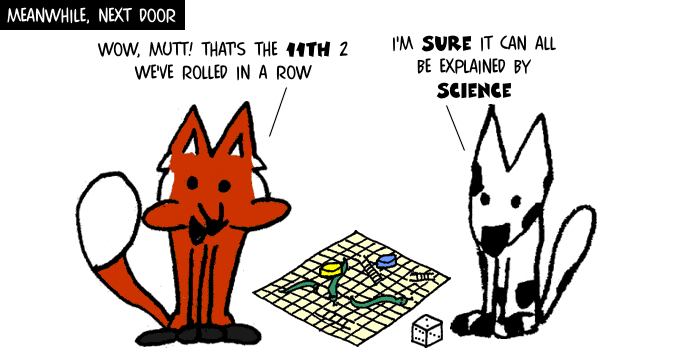 MEANWHILE, NEXT DOOR
WOW, MUTT! THAT'S THE 11TH 2
WE'VE ROLLED IN A ROW
I'M SURE IT CAN ALL
BE EXPLAINED BY
SCIENCE